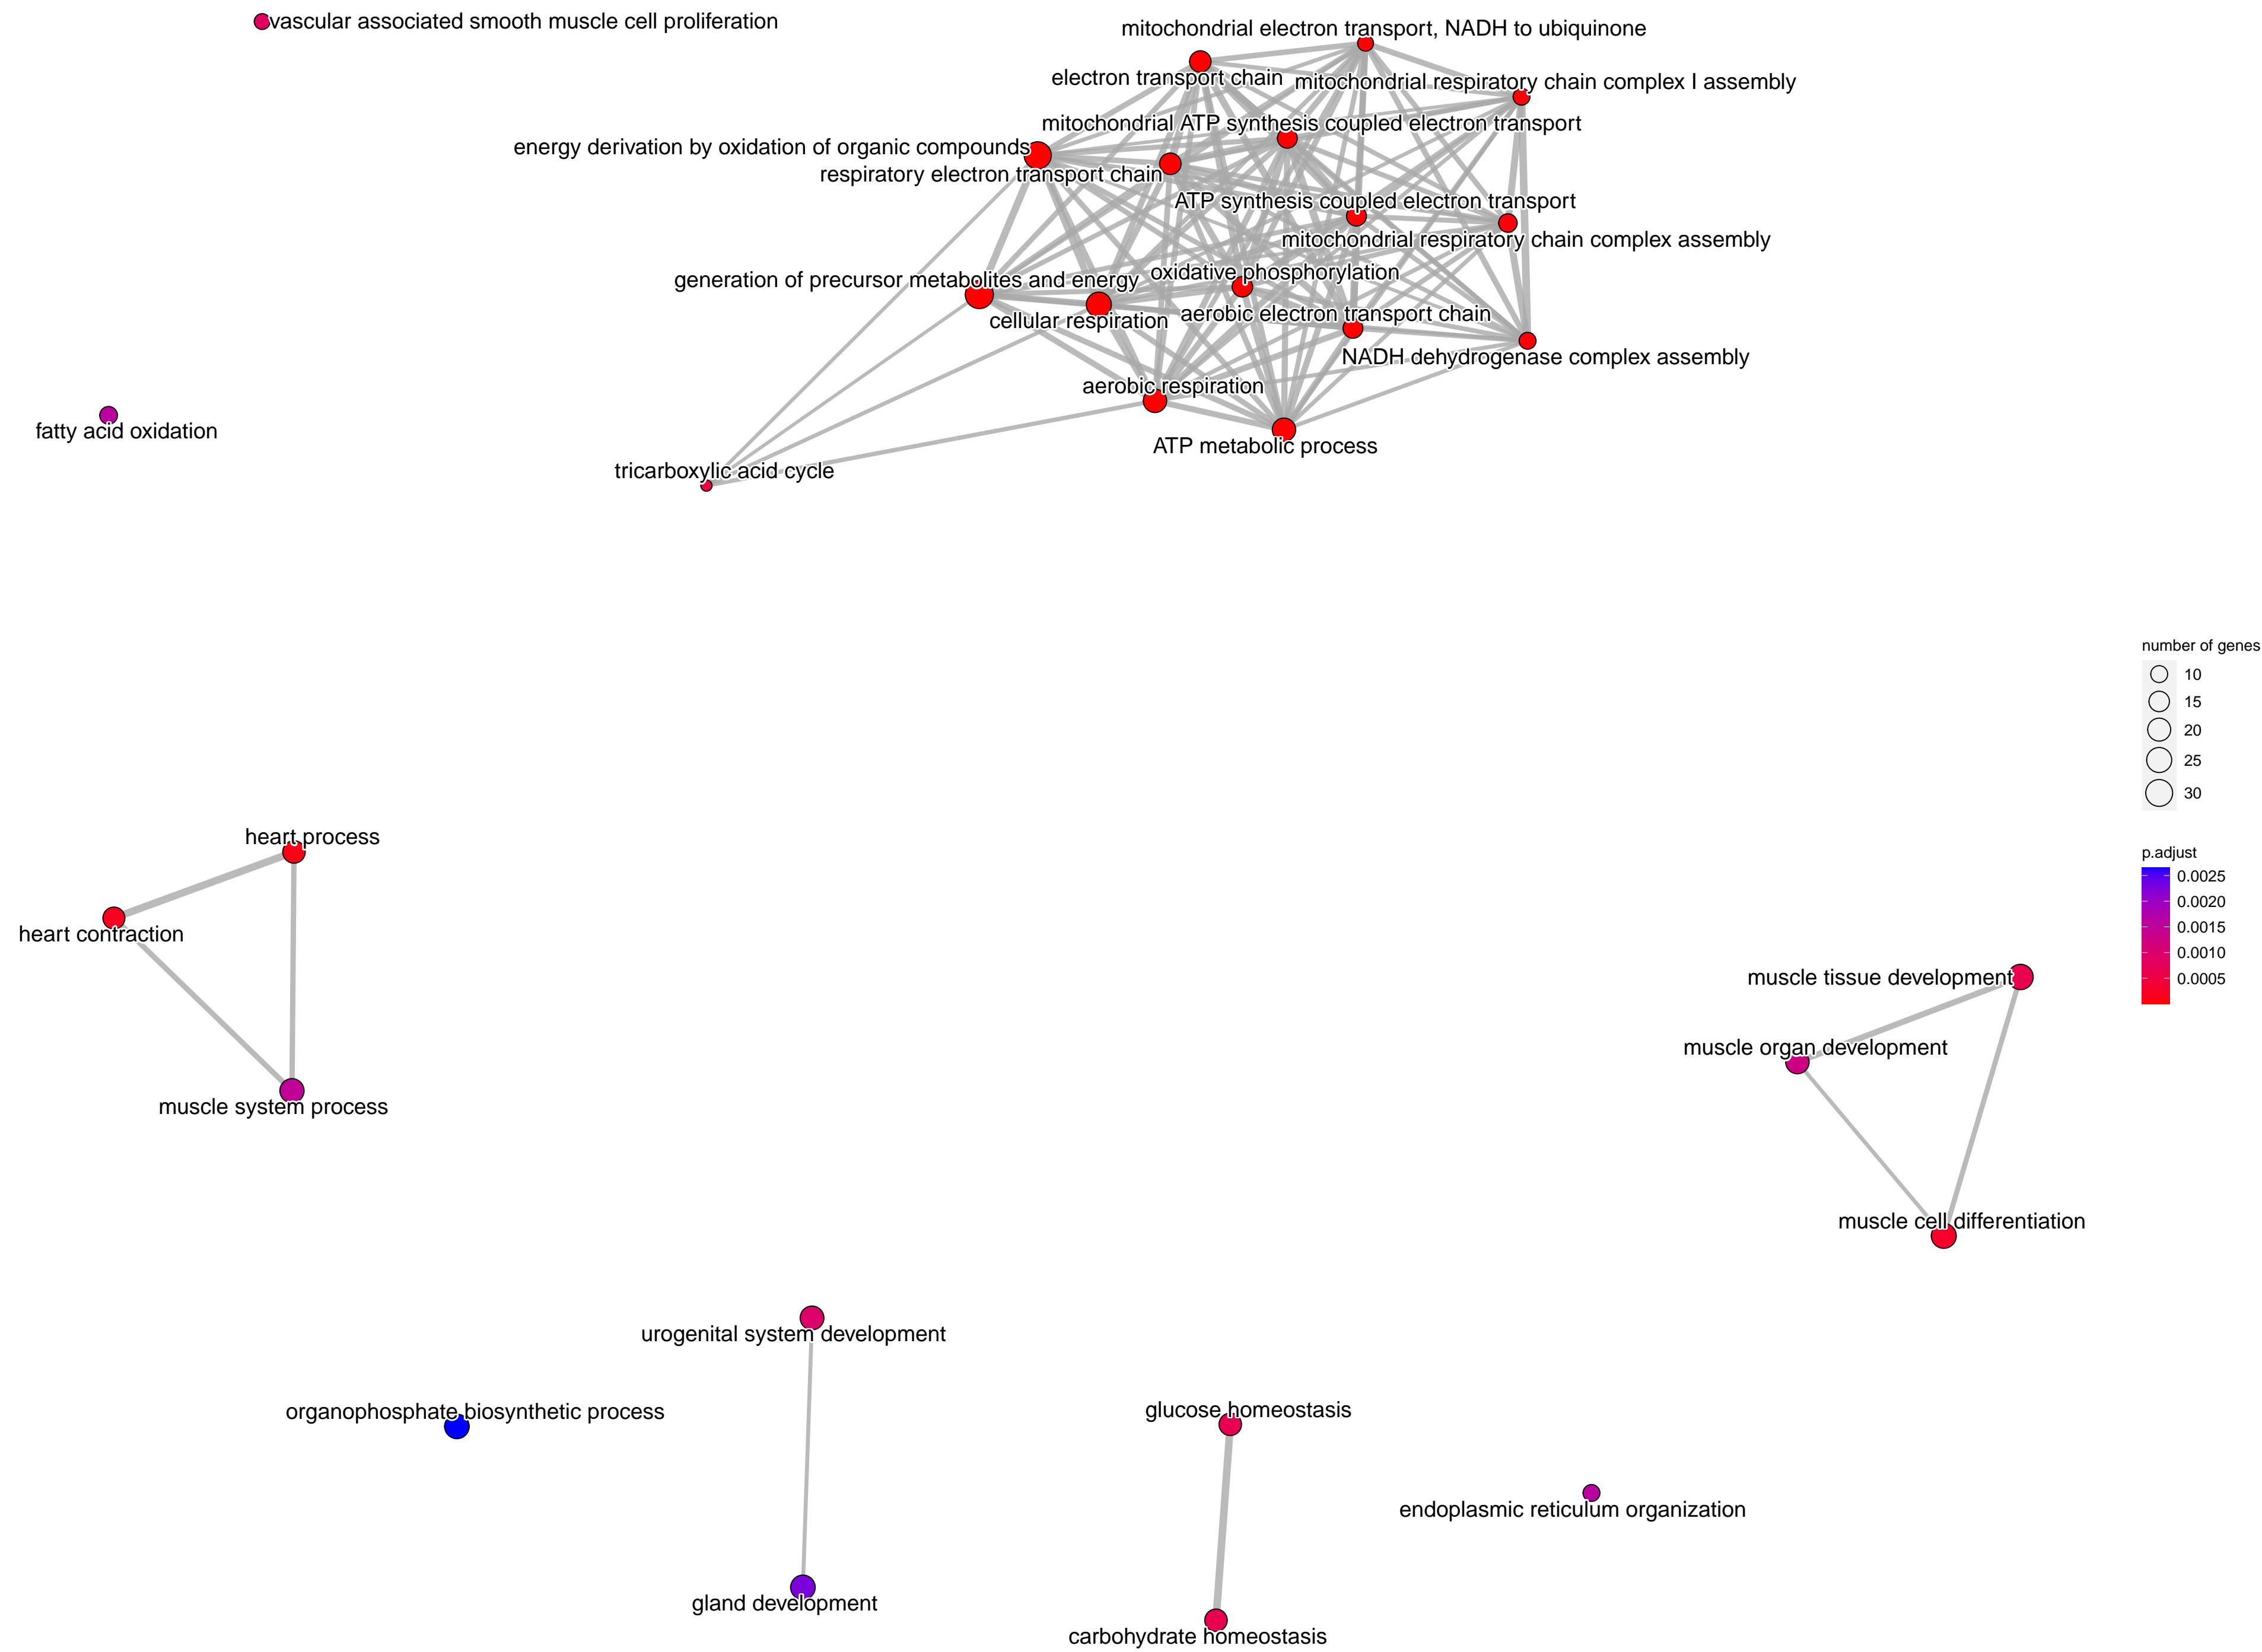 vascular associated smooth muscle cell proliferation
mitochondrial electron transport, NADH to ubiquinone
electron transport chain
mitochondrial respiratory chain complex I assembly
mitochondrial ATP synthesis coupled electron transport
energy derivation by oxidation of organic compounds
respiratory electron transport chain
ATP synthesis coupled electron transport
mitochondrial respiratory chain complex assembly
oxidative phosphorylation
generation of precursor metabolites and energy
aerobic electron transport chain
cellular respiration
NADH dehydrogenase complex assembly
aerobic respiration
fatty acid oxidation
ATP metabolic process
tricarboxylic acid cycle
number of genes
10
15
20
25
30
heart process
heart contraction
muscle system process
p.adjust
0.0025
0.0020
0.0015
0.0010
0.0005
muscle tissue development
muscle organ development
muscle cell differentiation
urogenital system development
organophosphate biosynthetic process
glucose homeostasis
endoplasmic reticulum organization
gland development
carbohydrate homeostasis